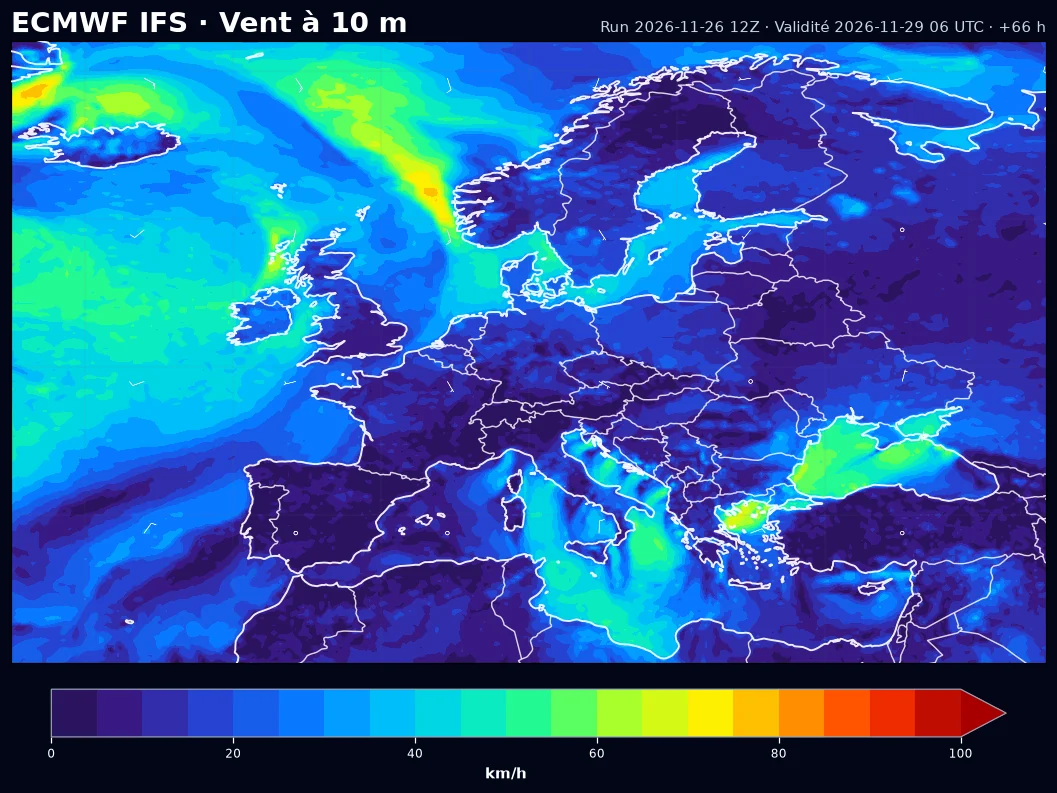 ECMWF IFS · Vent à 10 m
Run 2026-11-26 12Z · Validité 2026-11-29 06 UTC · +66 h
0 20 40 60 80 100
km/h